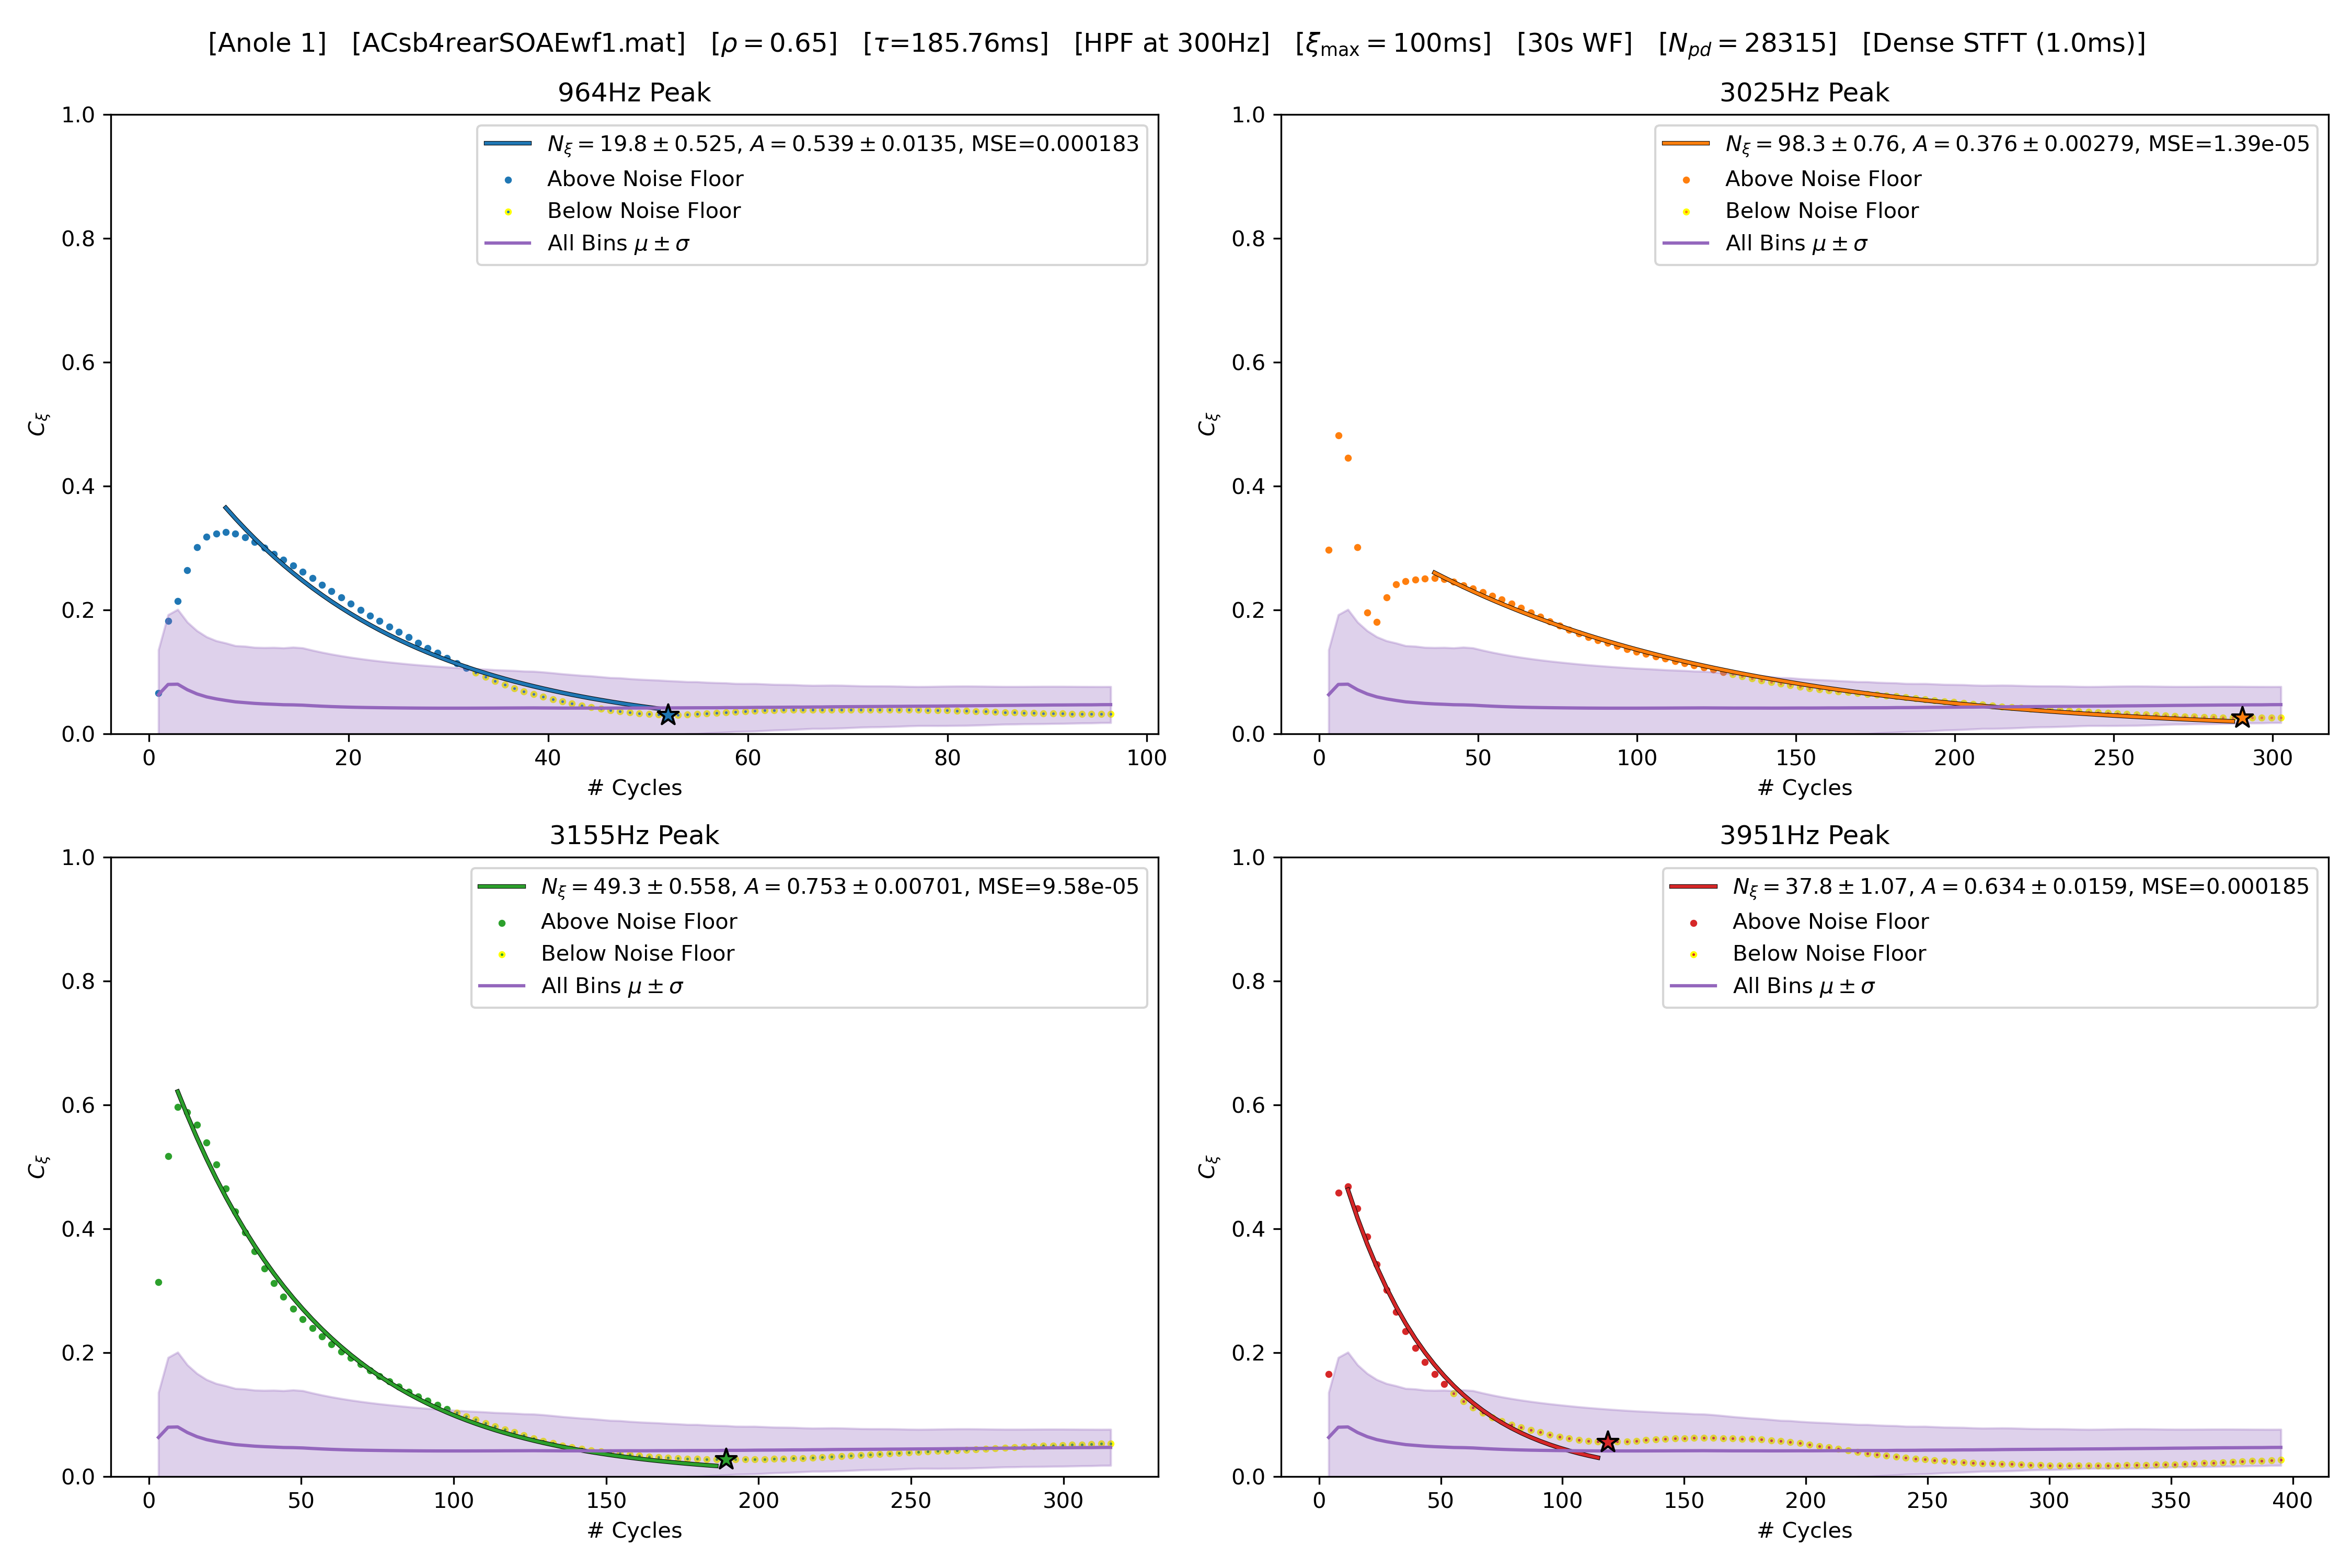 [Anole 1] [ACsb4rearSOAEwf1.mat] [ρ = 0.65] [τ=185.76ms] [HPF at 300Hz] [ξmax = 100ms] [30s WF] [Npd = 28315] [Dense STFT (1.0ms)]
964Hz Peak
Nξ = 19.8 ± 0.525, A = 0.539 ± 0.0135, MSE=0.000183
Above Noise Floor
Below Noise Floor
All Bins μ ± σ
1.0
0.8
0.6
0.4
0.2
0.0
Cξ
0 20 40 60 80 100
# Cycles
3025Hz Peak
Nξ = 98.3 ± 0.76, A = 0.376 ± 0.00279, MSE=1.39e-05
Above Noise Floor
Below Noise Floor
All Bins μ ± σ
1.0
0.8
0.6
0.4
0.2
0.0
Cξ
0 50 100 150 200 250 300
# Cycles
3155Hz Peak
Nξ = 49.3 ± 0.558, A = 0.753 ± 0.00701, MSE=9.58e-05
Above Noise Floor
Below Noise Floor
All Bins μ ± σ
1.0
0.8
0.6
0.4
0.2
0.0
Cξ
0 50 100 150 200 250 300
# Cycles
3951Hz Peak
Nξ = 37.8 ± 1.07, A = 0.634 ± 0.0159, MSE=0.000185
Above Noise Floor
Below Noise Floor
All Bins μ ± σ
1.0
0.8
0.6
0.4
0.2
0.0
Cξ
0 50 100 150 200 250 300 350 400
# Cycles